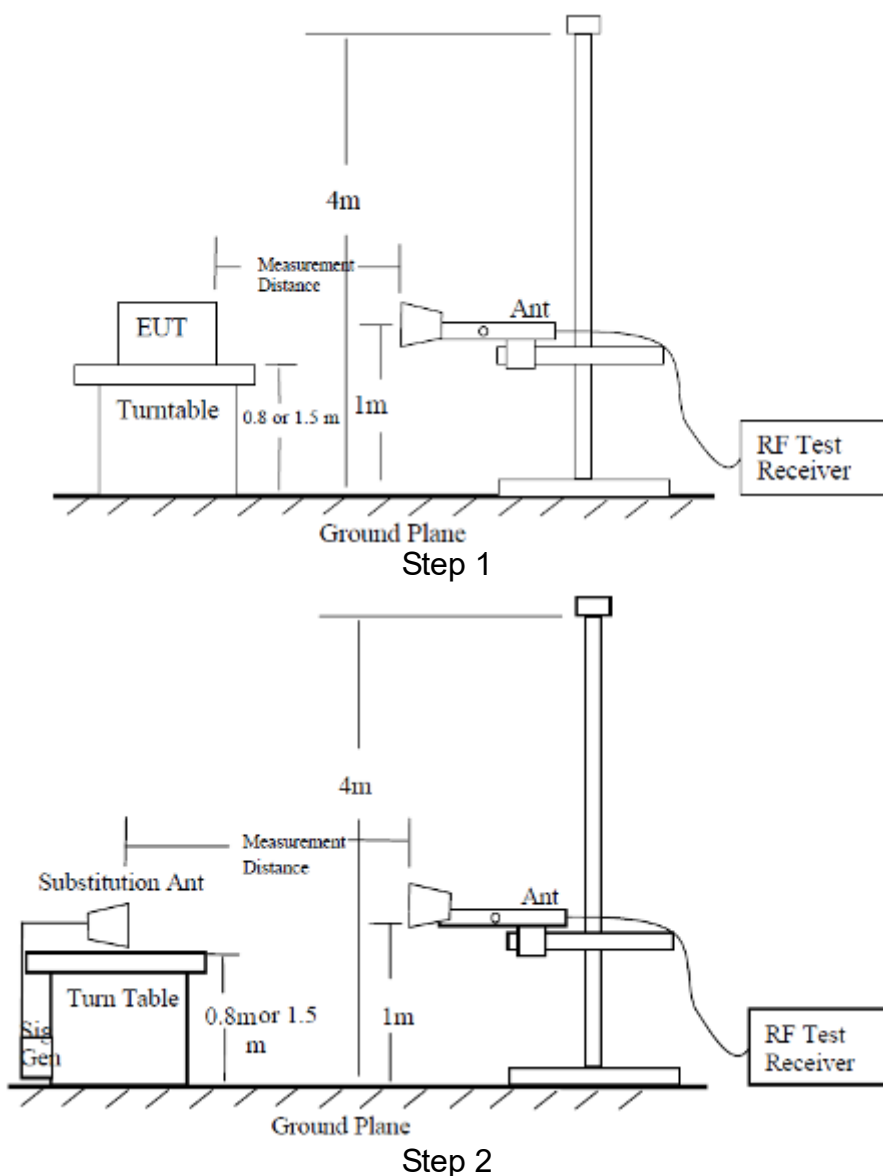 4m
Measurement
Distance
Ant
EUT
Turntable
0.8 or 1.5 m
1m
RF Test
Receiver
Ground Plane
Step 1
4m
Measurement
Distance
Substitution Ant
Ant
Turn Table
0.8m or 1.5
m
1m
Sig
Gen
RF Test
Receiver
Ground Plane
Step 2